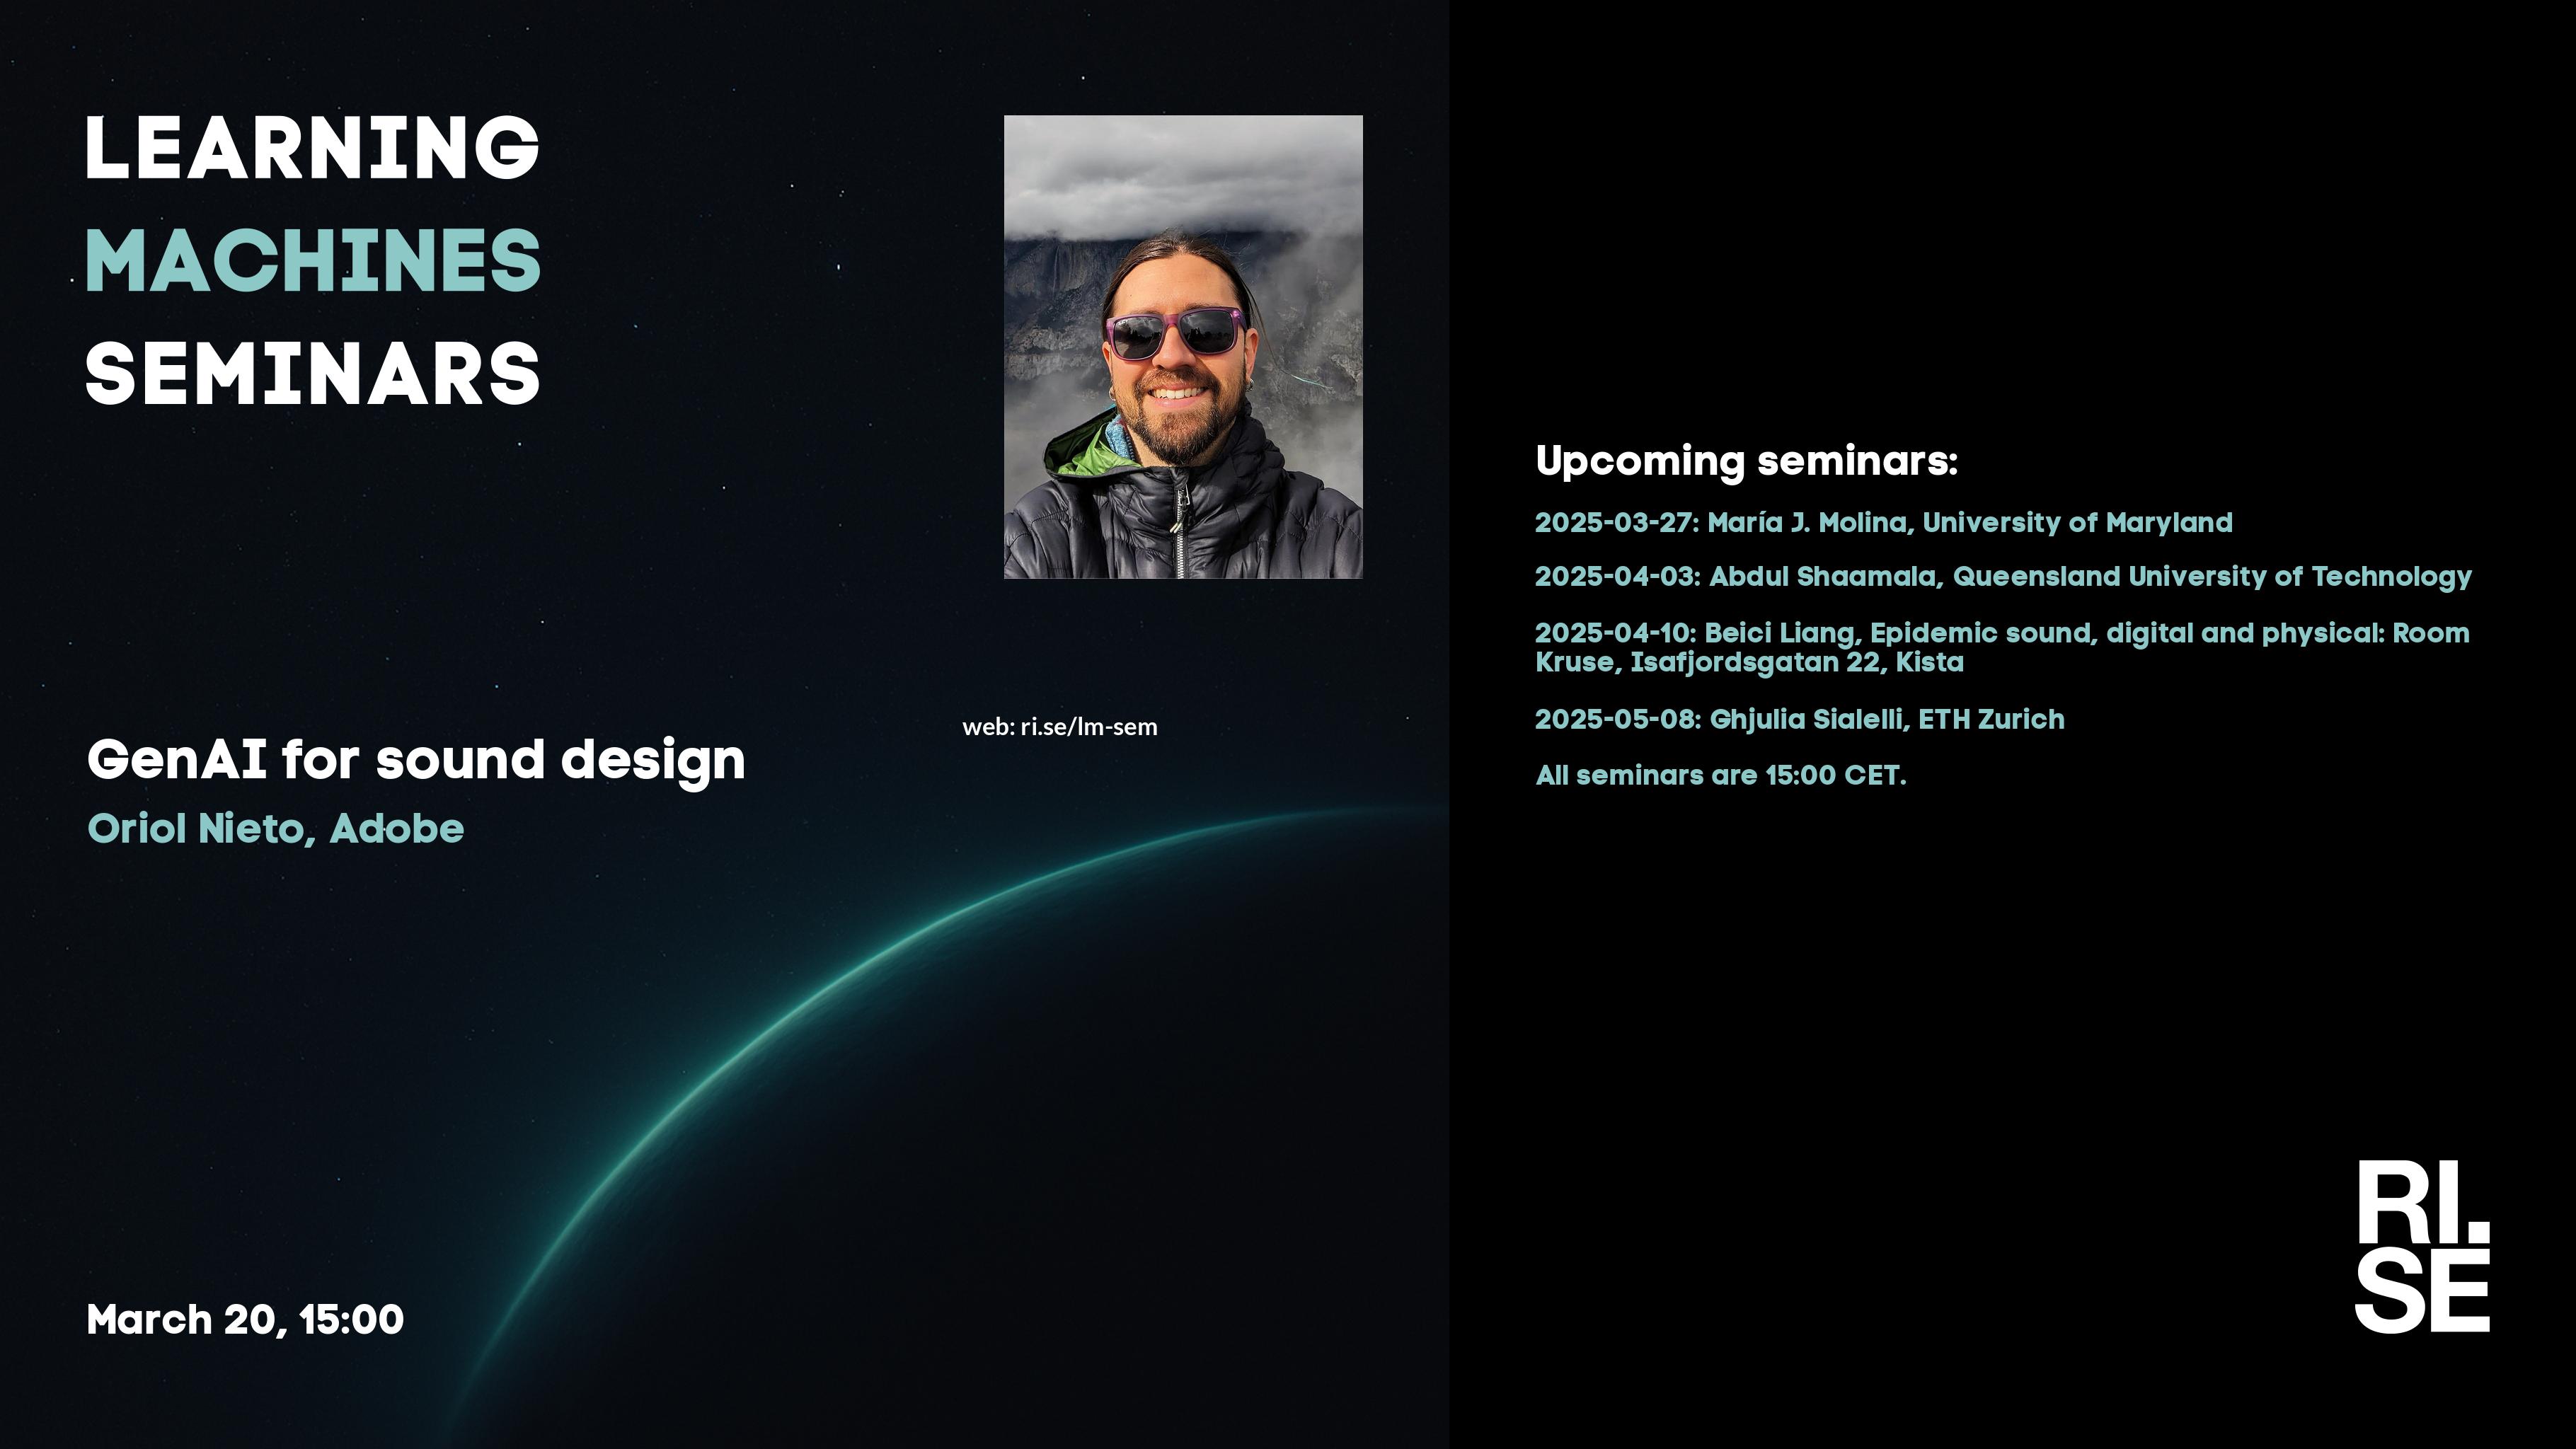 LEARNING
MACHINES
SEMINARS
web: ri.se/lm-sem
GenAI for sound design
Oriol Nieto, Adobe
March 20, 15:00
Upcoming seminars:
2025-03-27: María J. Molina, University of Maryland
2025-04-03: Abdul Shaamala, Queensland University of Technology
2025-04-10: Beici Liang, Epidemic sound, digital and physical: Room
Kruse, Isafjordsgatan 22, Kista
2025-05-08: Ghjulia Sialelli, ETH Zurich
All seminars are 15:00 CET.
RI.
SE